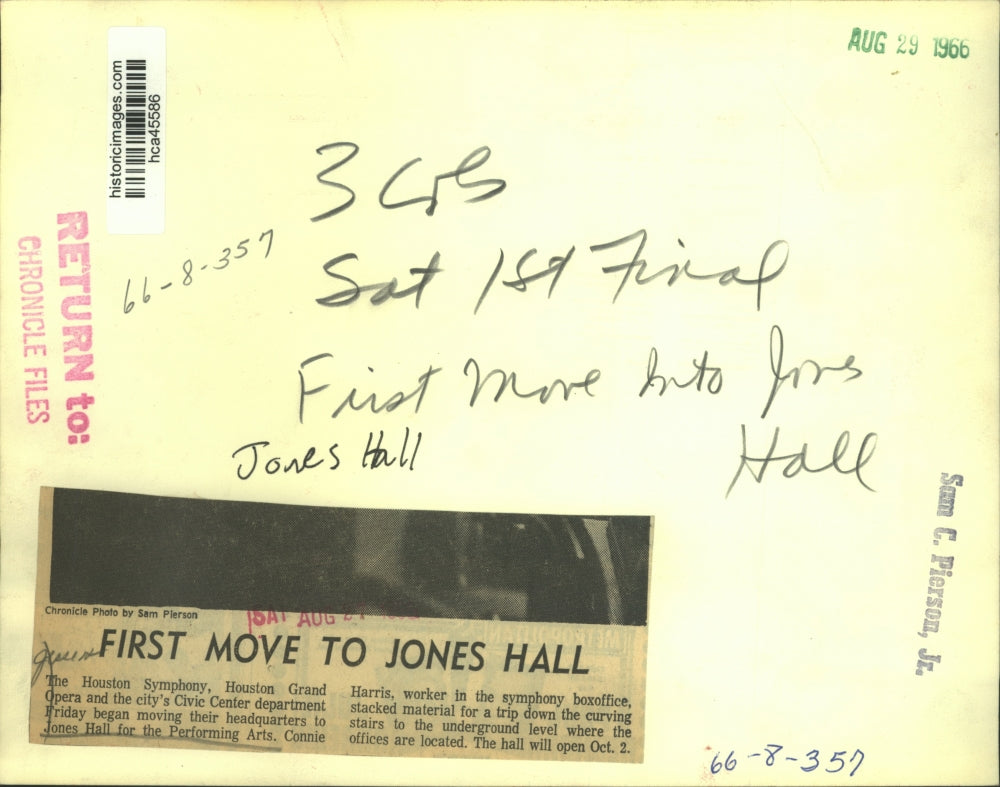 AUG 29 1966
historicimages.com
hca45586
3 Cols
Sat 1st Final
66-8-357
RETURN to:
CHRONICLE FILES
First Move Into Jones
Hall
Jones Hall
Sam C. Pierson, Jr.
Chronicle Photo by Sam Pierson
SAT AUG 27
FIRST MOVE TO JONES HALL
The Houston Symphony, Houston Grand
Opera and the city's Civic Center department
Friday began moving their headquarters to
Jones Hall for the Performing Arts. Connie
Harris, worker in the symphony boxoffice,
stacked material for a trip down the curving
stairs to the underground level where the
offices are located. The hall will open Oct. 2.
66-8-357